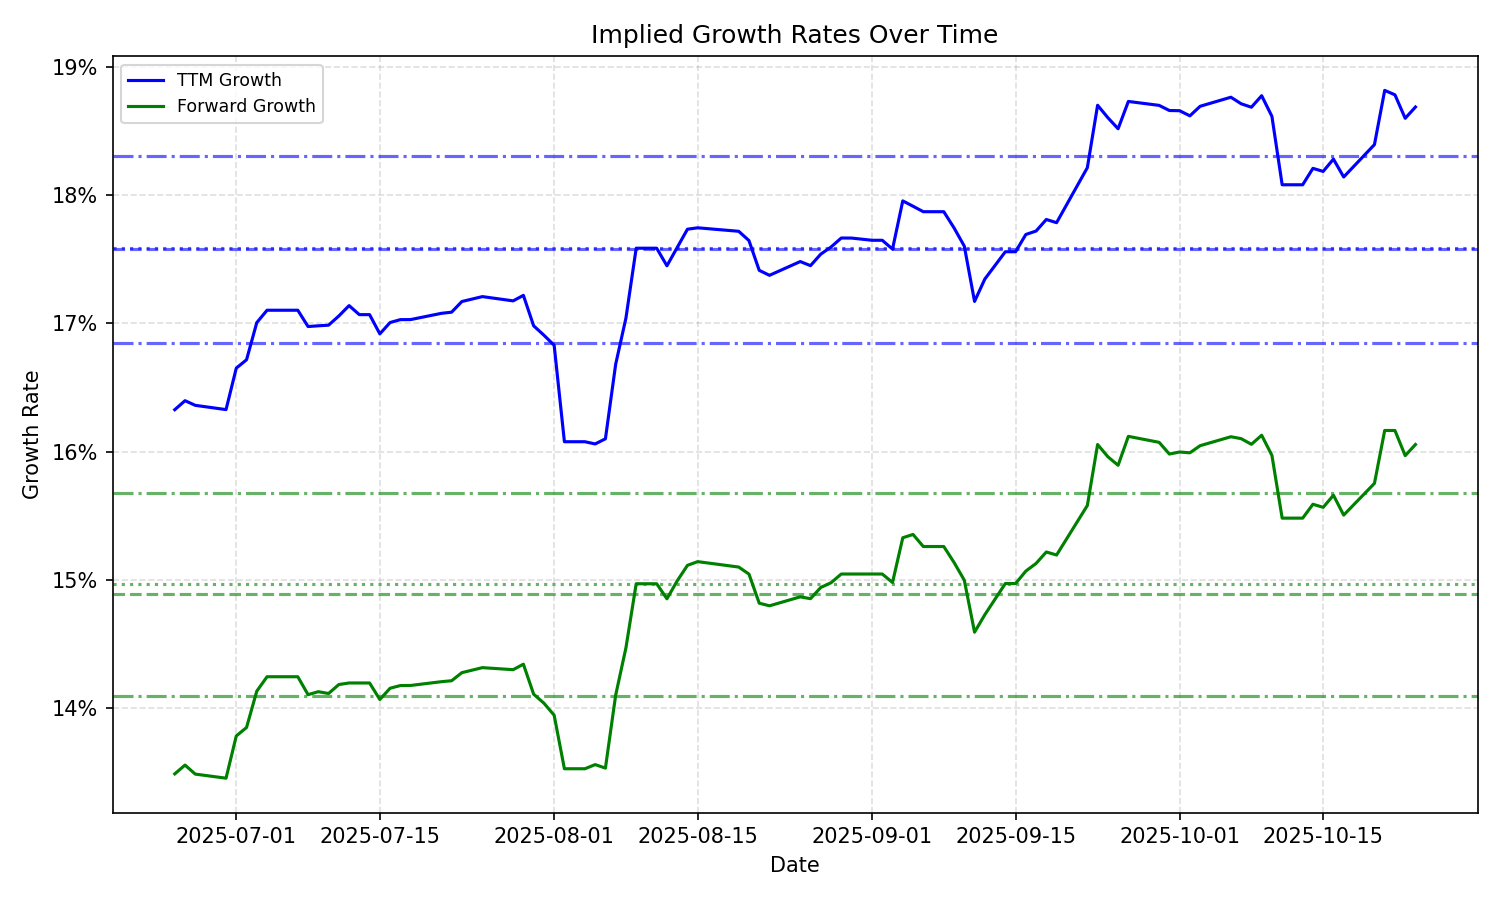 Implied Growth Rates Over Time
TTM Growth
Forward Growth
19%
18%
17%
16%
15%
14%
Growth Rate
2025-07-01
2025-07-15
2025-08-01
2025-08-15
2025-09-01
2025-09-15
2025-10-01
2025-10-15
Date